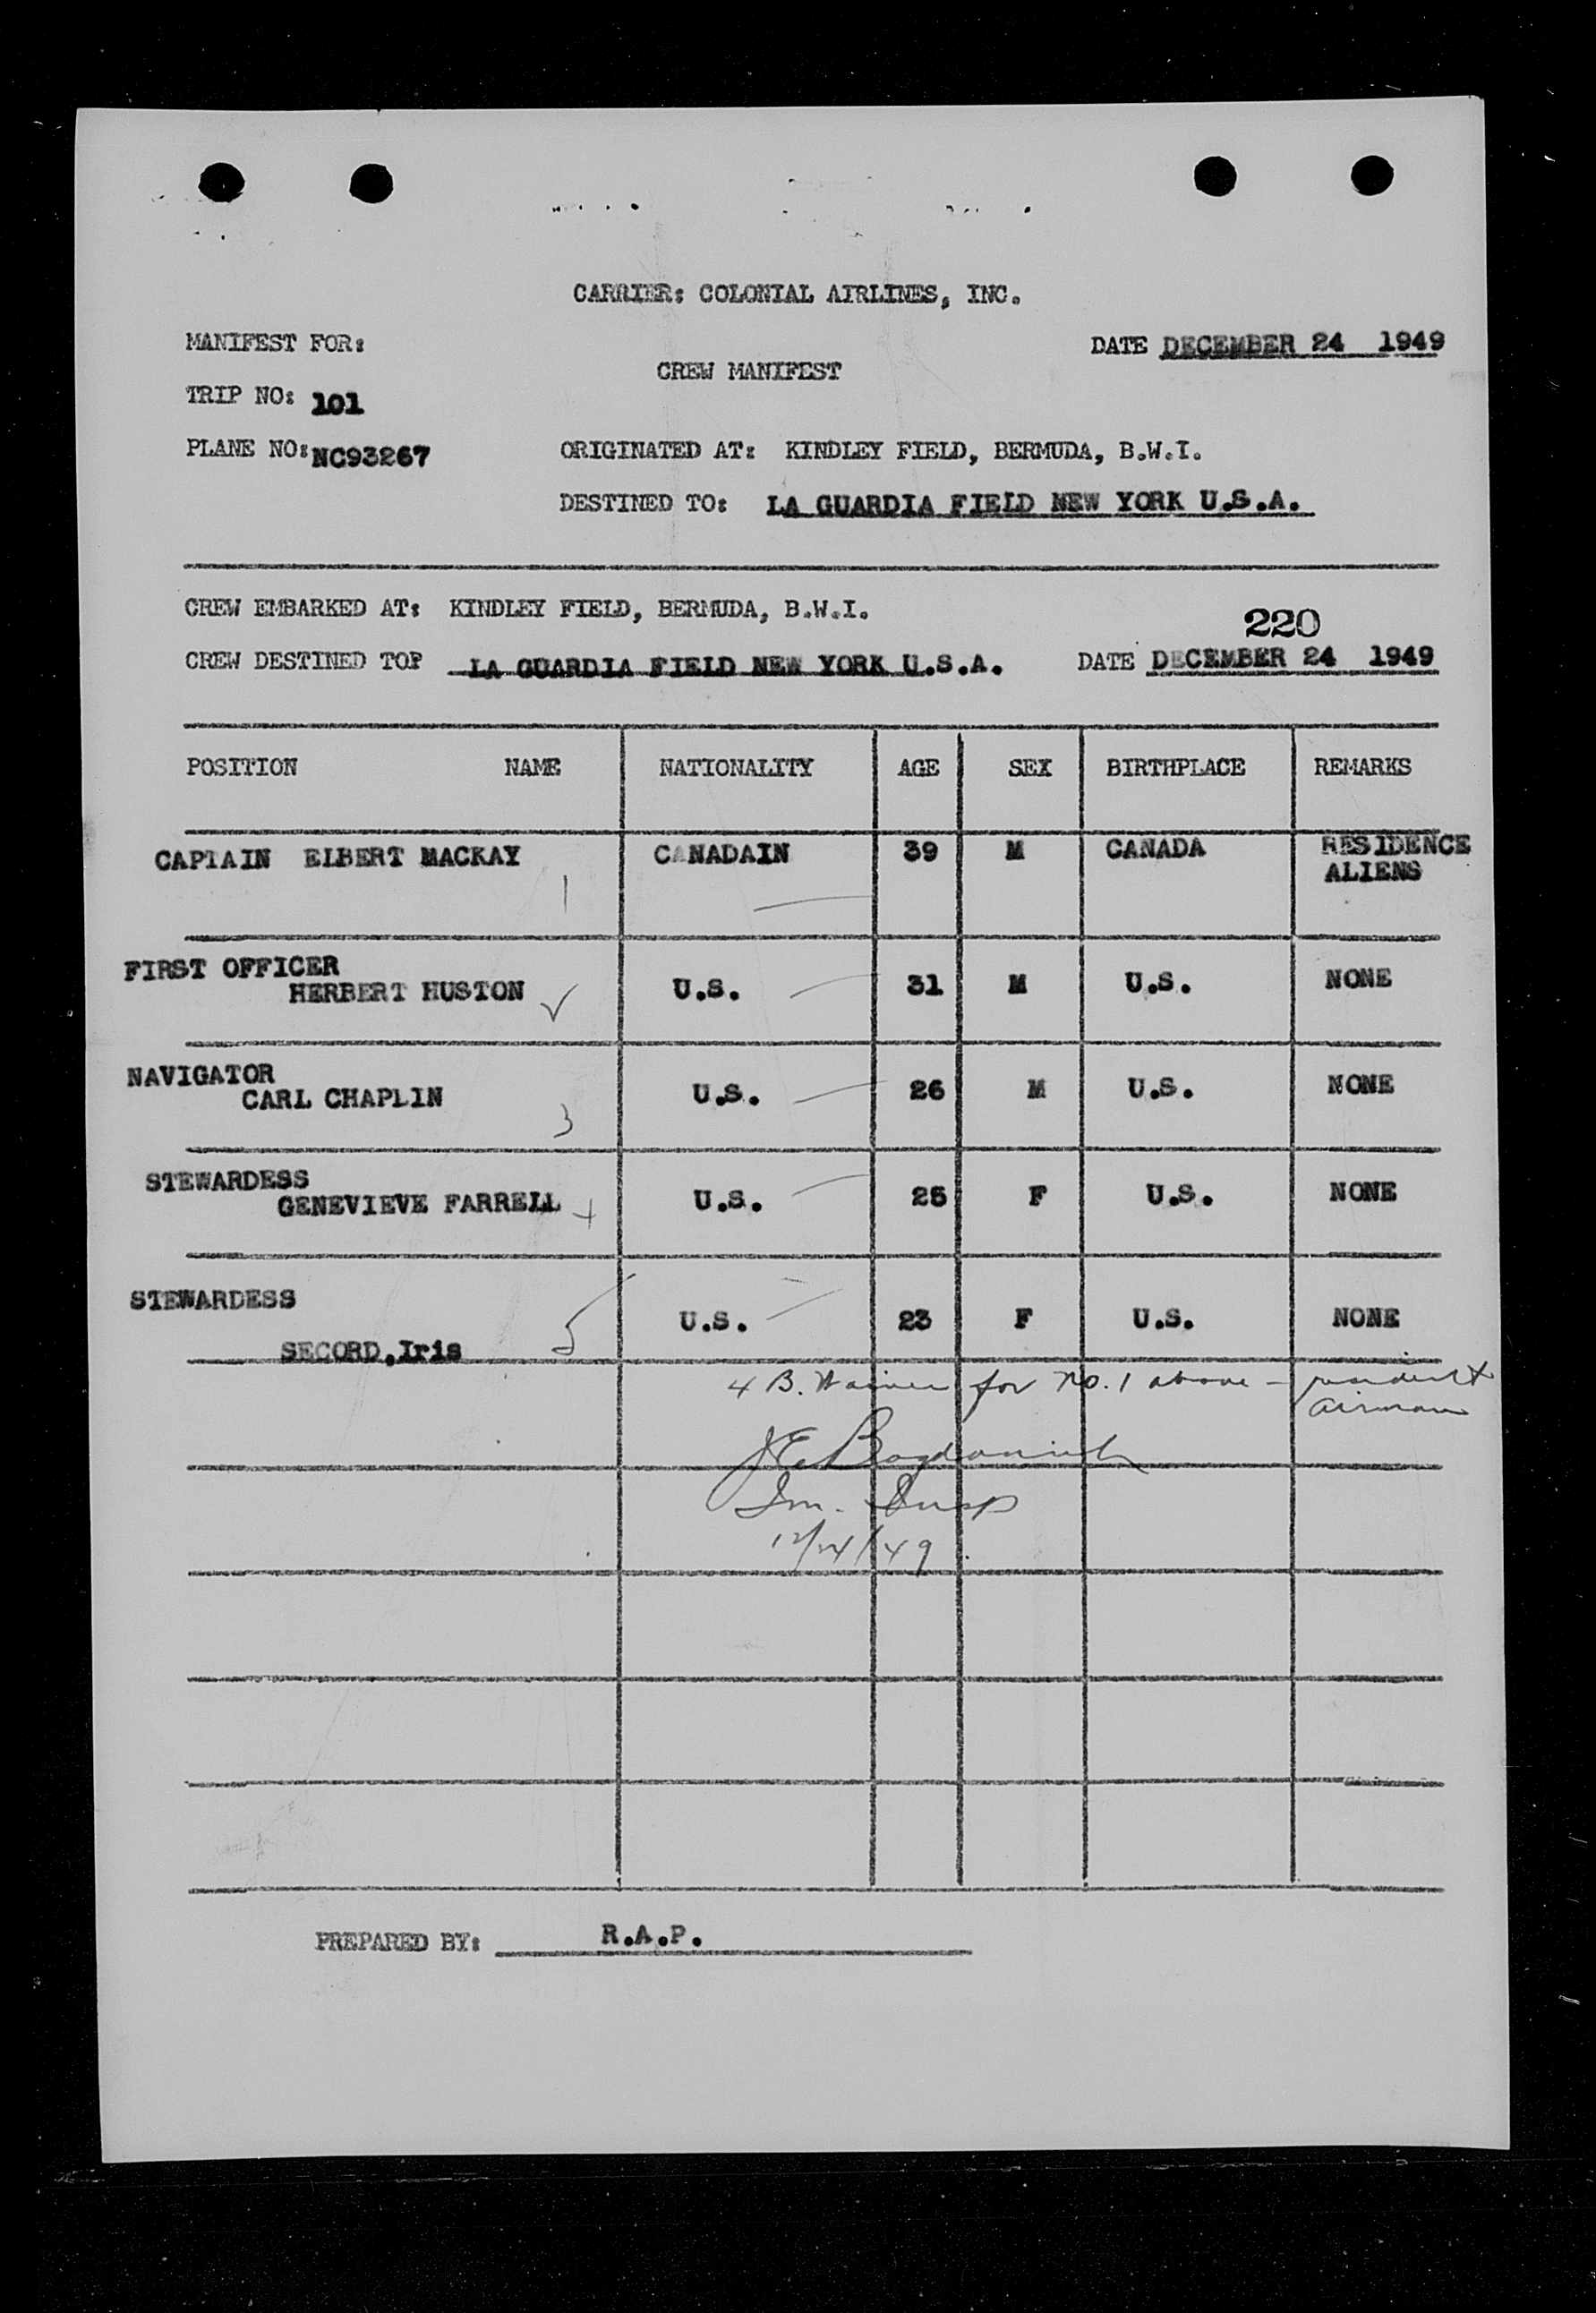 CARRIER: COLONIAL AIRLINES, INC.
MANIFEST FOR:
DATE DECEMBER 24 1949
CREW MANIFEST
TRIP NO: 101
PLANE NO: NC93267
ORIGINATED AT: KINDLEY FIELD, BERMUDA, B.W.I.
DESTINED TO: LA GUARDIA FIELD NEW YORK U.S.A.
CREW EMBARKED AT: KINDLEY FIELD, BERMUDA, B.W.I.
220
CREW DESTINED TO: LA GUARDIA FIELD NEW YORK U.S.A. DATE DECEMBER 24 1949
POSITION NAME NATIONALITY AGE SEX BIRTHPLACE REMARKS
CAPTAIN ELBERT MACKAY CANADAIN 39 M CANADA RESIDENCE
ALIENS
1
FIRST OFFICER
HERBERT HUSTON U.S. 31 M U.S. NONE
NAVIGATOR
CARL CHAPLIN U.S. 26 M U.S. NONE
3
STEWARDESS
GENEVIEVE FARRELL 4 U.S. 25 F U.S. NONE
STEWARDESS
5 U.S. 23 F U.S. NONE
SECORD,Iris
4 B. Waiver for No. 1 above - resident
airman
Im. Insp
12/24/49
PREPARED BY: R.A.P.